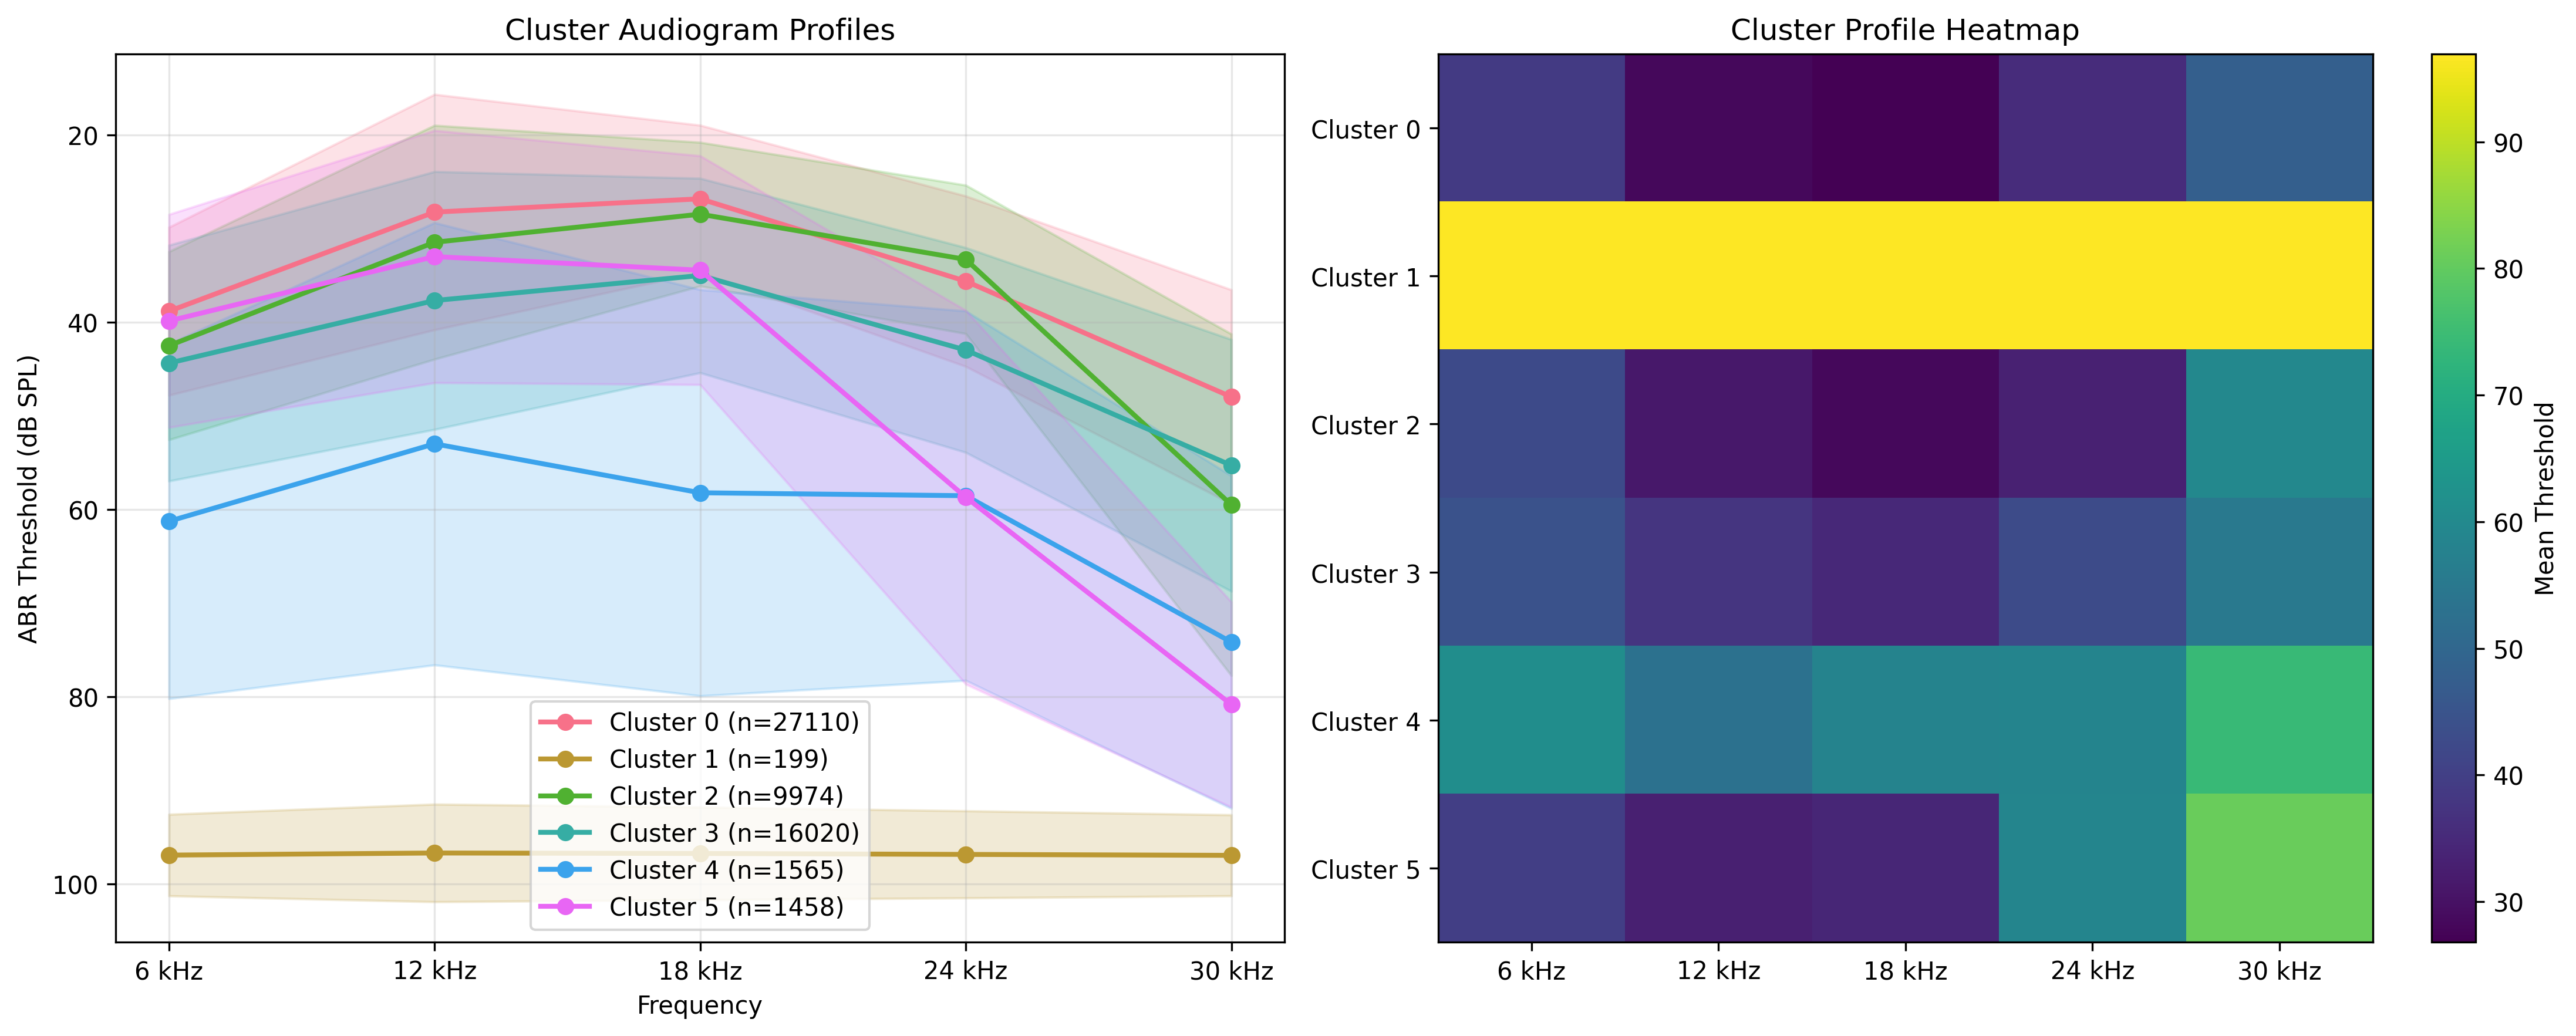 Cluster Audiogram Profiles
ABR Threshold (dB SPL)
20
40
60
80
100
Cluster 0 (n=27110)
Cluster 1 (n=199)
Cluster 2 (n=9974)
Cluster 3 (n=16020)
Cluster 4 (n=1565)
Cluster 5 (n=1458)
6 kHz 12 kHz 18 kHz 24 kHz 30 kHz
Frequency
Cluster Profile Heatmap
Cluster 0
Cluster 1
Cluster 2
Cluster 3
Cluster 4
Cluster 5
6 kHz 12 kHz 18 kHz 24 kHz 30 kHz
90
80
70
60
50
40
30
Mean Threshold